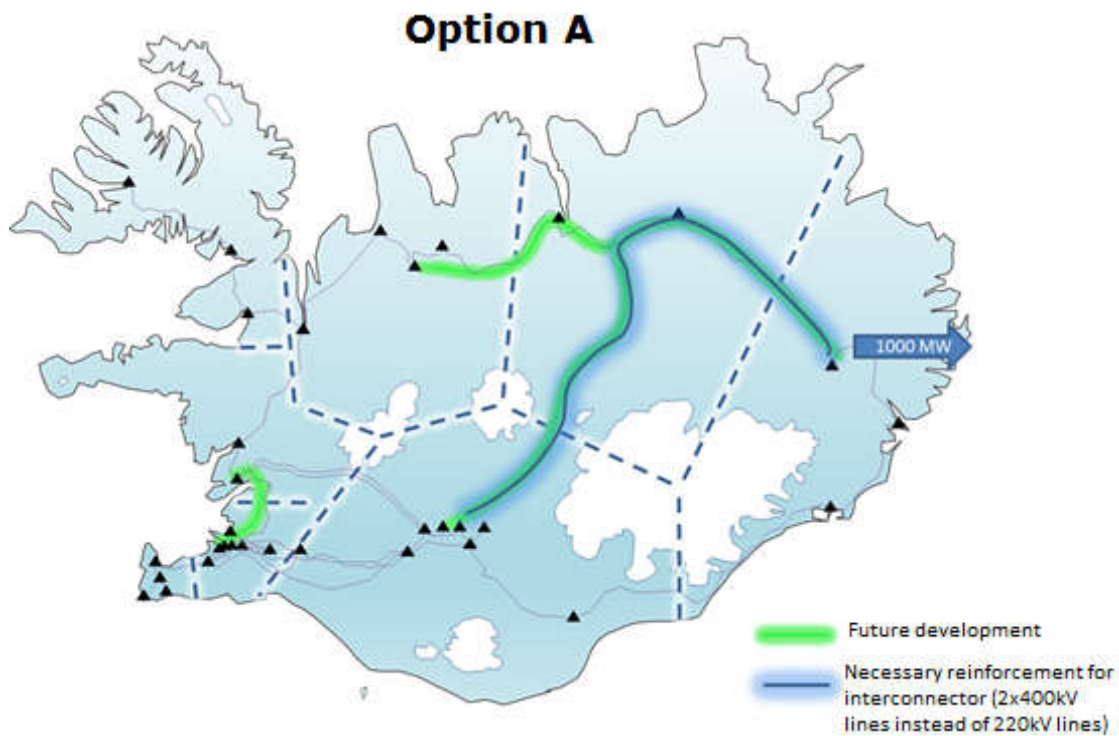 Option A
1000 MW
Future development
Necessary reinforcement for
interconnector (2x400kV
lines instead of 220kV lines)